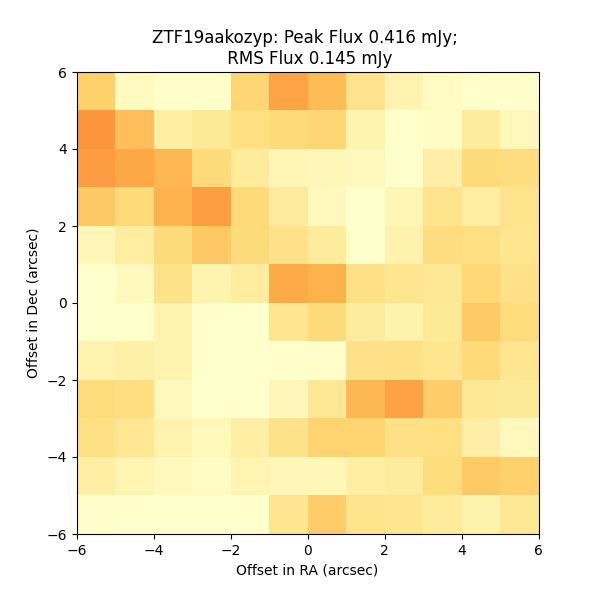 ZTF19aakozyp: Peak Flux 0.416 mJy;
RMS Flux 0.145 mJy
6
4
2
0
−2
−4
−6
Offset in Dec (arcsec)
−6 −4 −2 0 2 4 6
Offset in RA (arcsec)